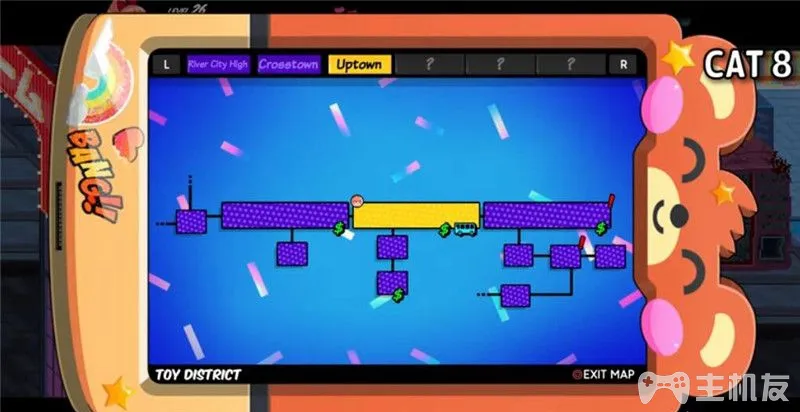 LEVEL 26
L
River City High
Crosstown
Uptown
?
?
?
R
CAT 8
BANG!!
TOY DISTRICT
EXIT MAP
主机友